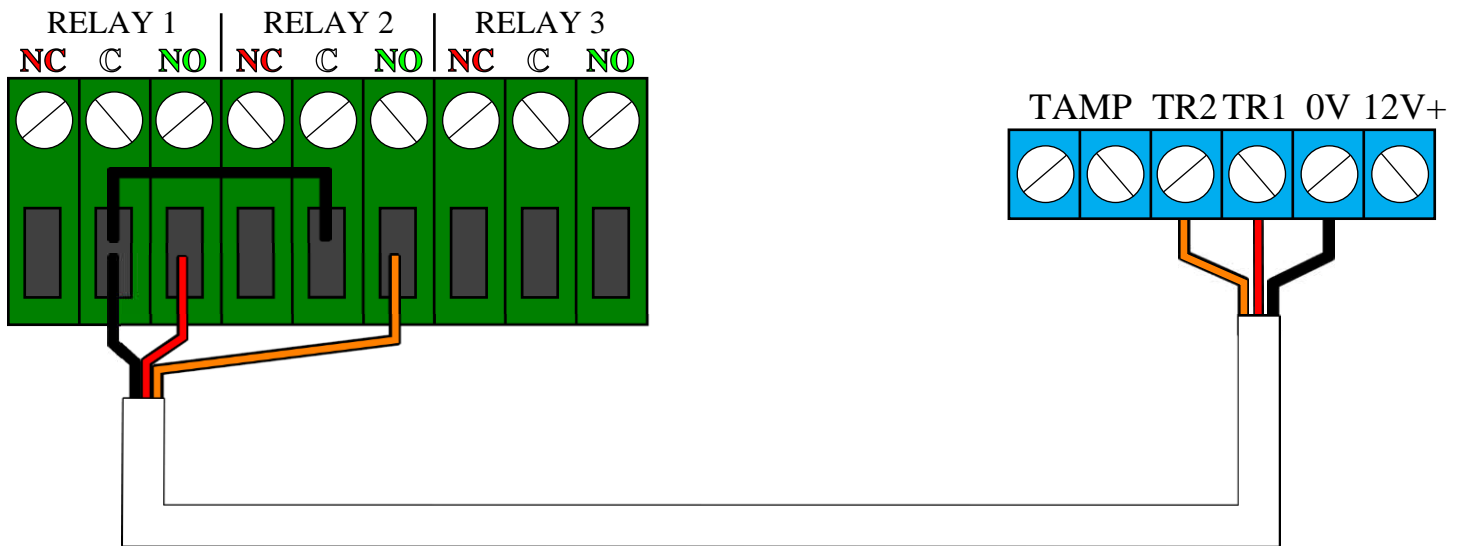 RELAY 1 RELAY 2 RELAY 3
NC C NO NC C NO NC C NO
TAMP TR2 TR1 0V 12V+